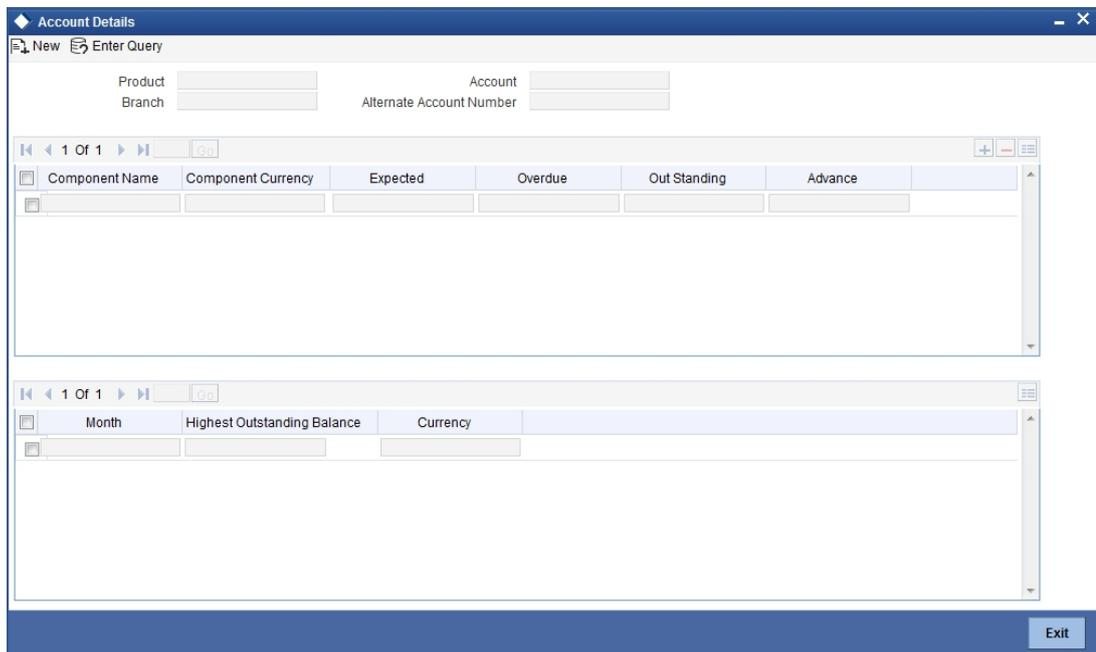 Account Details
New Enter Query
Product Account
Branch Alternate Account Number
1 Of 1 Go
Component Name Component Currency Expected Overdue Out Standing Advance
1 Of 1 Go
Month Highest Outstanding Balance Currency
Exit